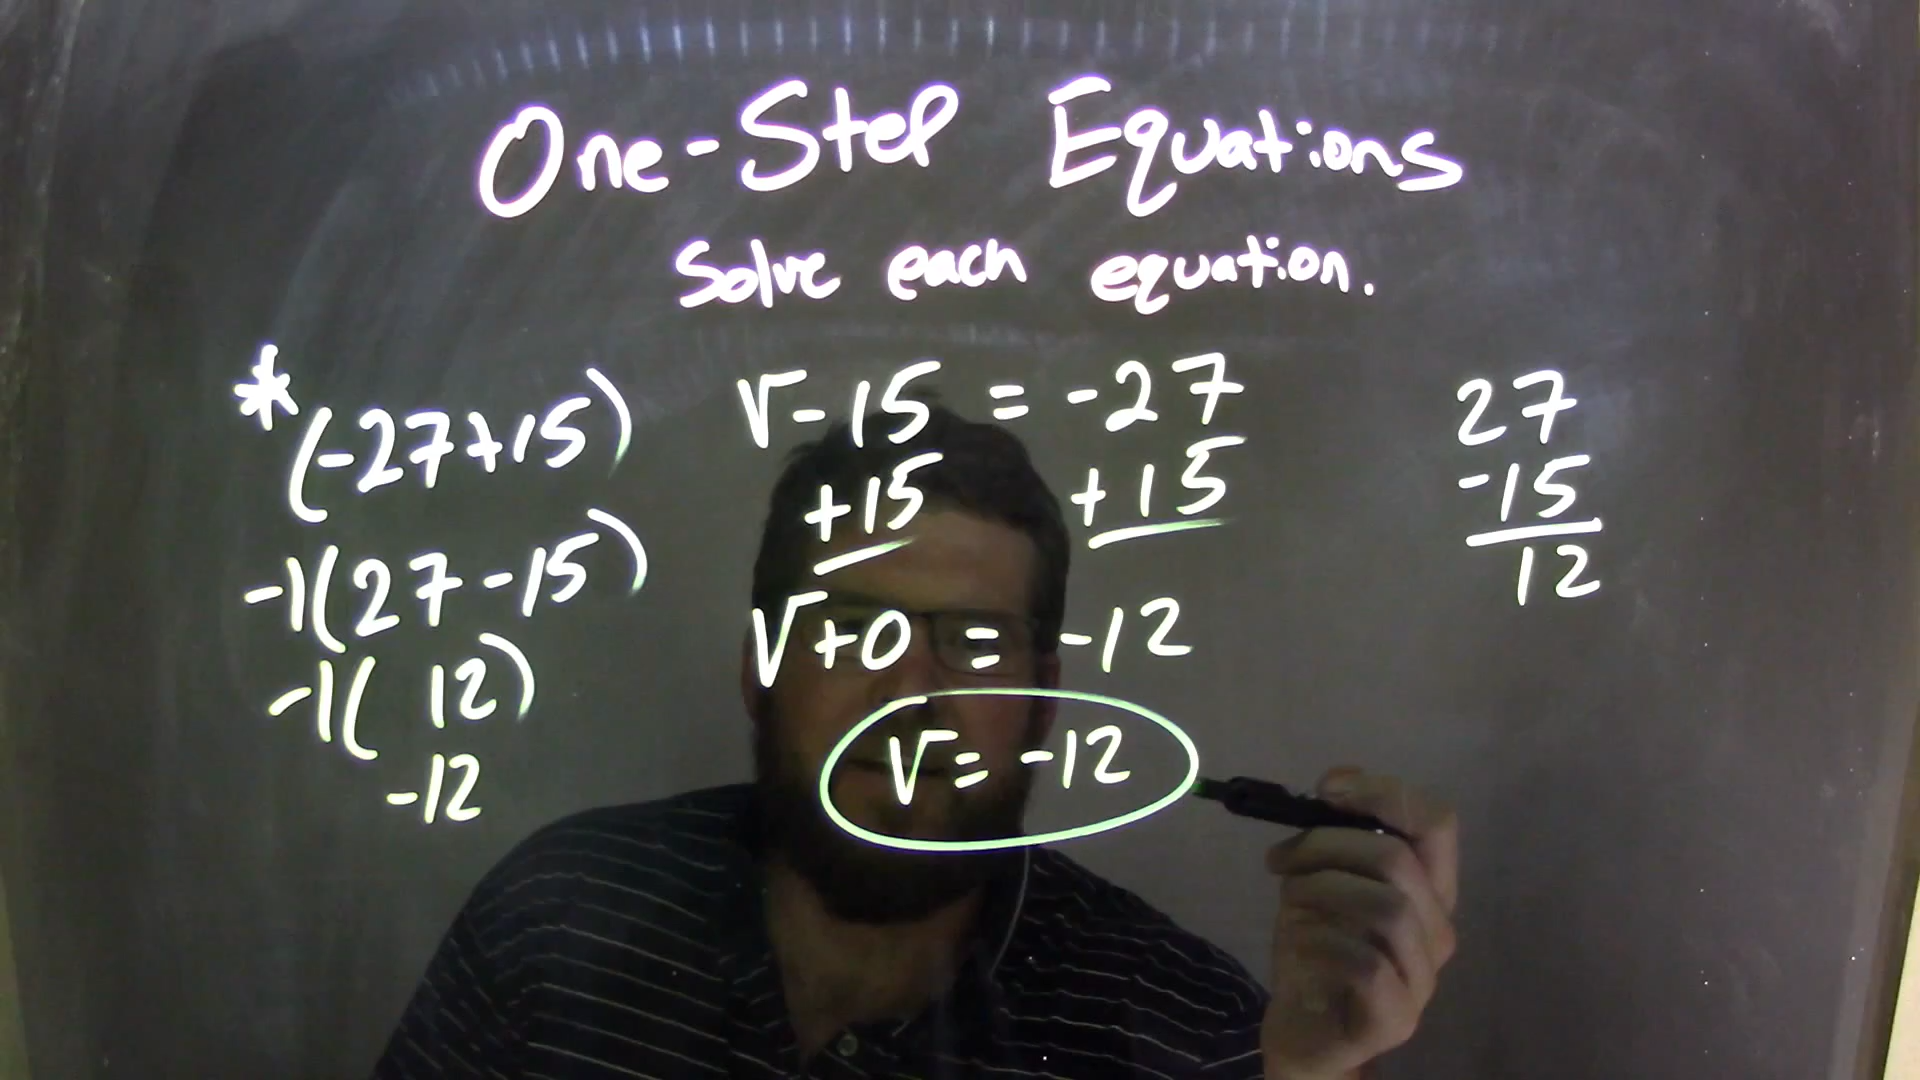 One-Step Equations
Solve each equation.
*
(-27+15)
-1(27-15)
-1( 12)
-12
V-15 = -27
+15 +15
V+0 = -12
V= -12
27
-15
12